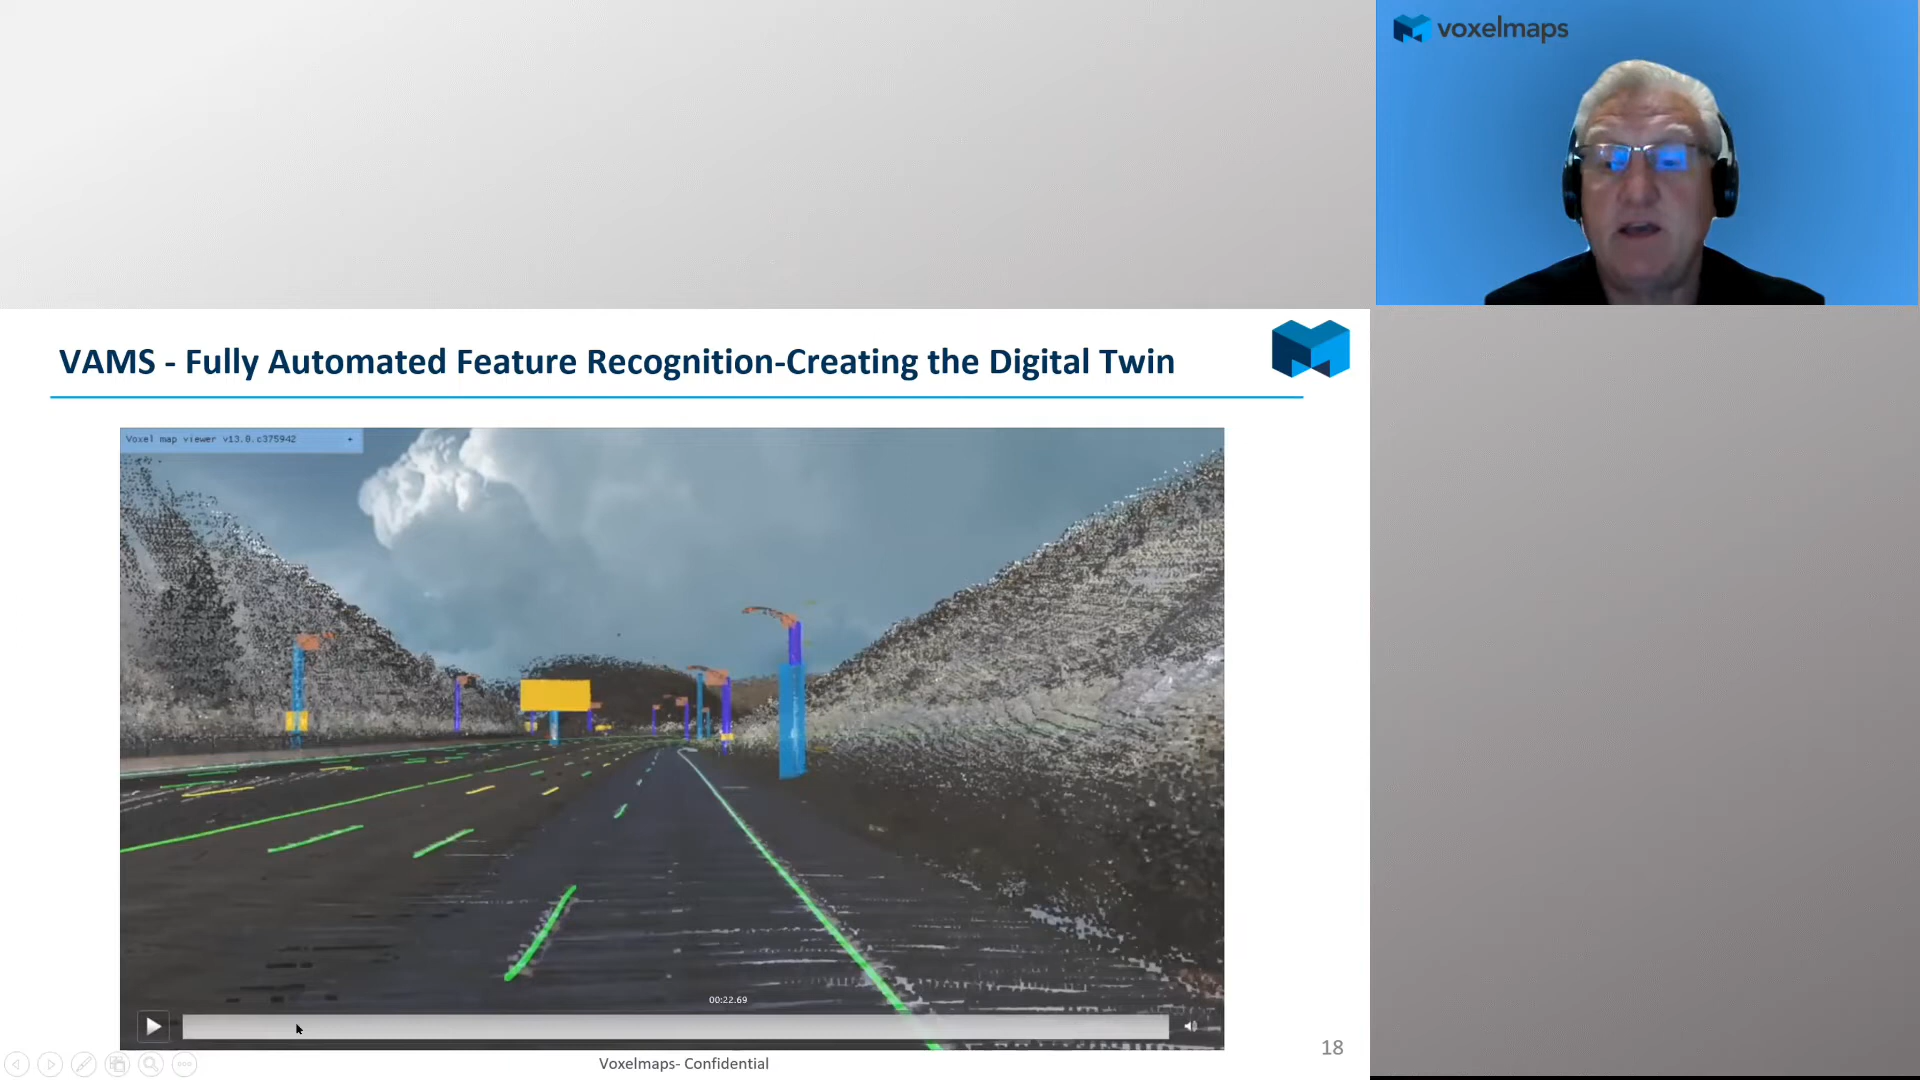 voxelmaps
VAMS - Fully Automated Feature Recognition-Creating the Digital Twin
Voxel map viewer v13.0.c375942 +
00:22.69
18
Voxelmaps- Confidential